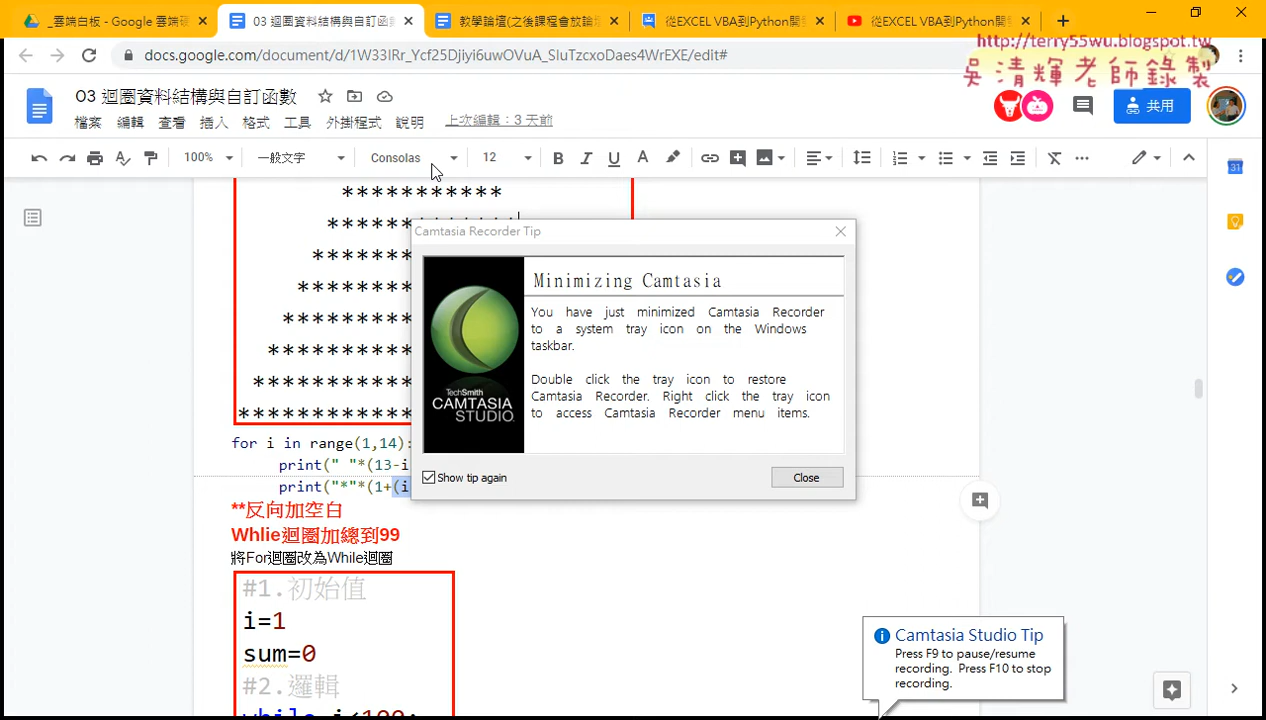 _雲端白板 - Google 雲端硬
03 迴圈資料結構與自訂函
教學論壇(之後課程會放論壇
從EXCEL VBA到Python開發
從EXCEL VBA到Python開
docs.google.com/document/d/1W33IRr_Ycf25Djiyi6uwOVuA_SIuTzcxoDaes4WrEXE/edit#
http://terry55wu.blogspot.tw
吳清輝老師錄製
03 迴圈資料結構與自訂函數
檔案 編輯 查看 插入 格式 工具 外掛程式 說明 上次編輯：3 天前
共用
100% 一般文字 Consolas 12 B I U A
31
***********
Camtasia Recorder Tip
Minimizing Camtasia
You have just minimized Camtasia Recorder
to a system tray icon on the Windows
taskbar.
Double click the tray icon to restore
Camtasia Recorder. Right click the tray icon
to access Camtasia Recorder menu items.
TechSmith
CAMTASIA
STUDIO
Show tip again
Close
for i in range(1,14):
print(" "*(13-i
print("*"*(1+(i
**反向加空白
Whlie迴圈加總到99
將For迴圈改為While迴圈
#1.初始值
i=1
sum=0
#2.邏輯
while i<100:
Camtasia Studio Tip
Press F9 to pause/resume
recording. Press F10 to stop
recording.